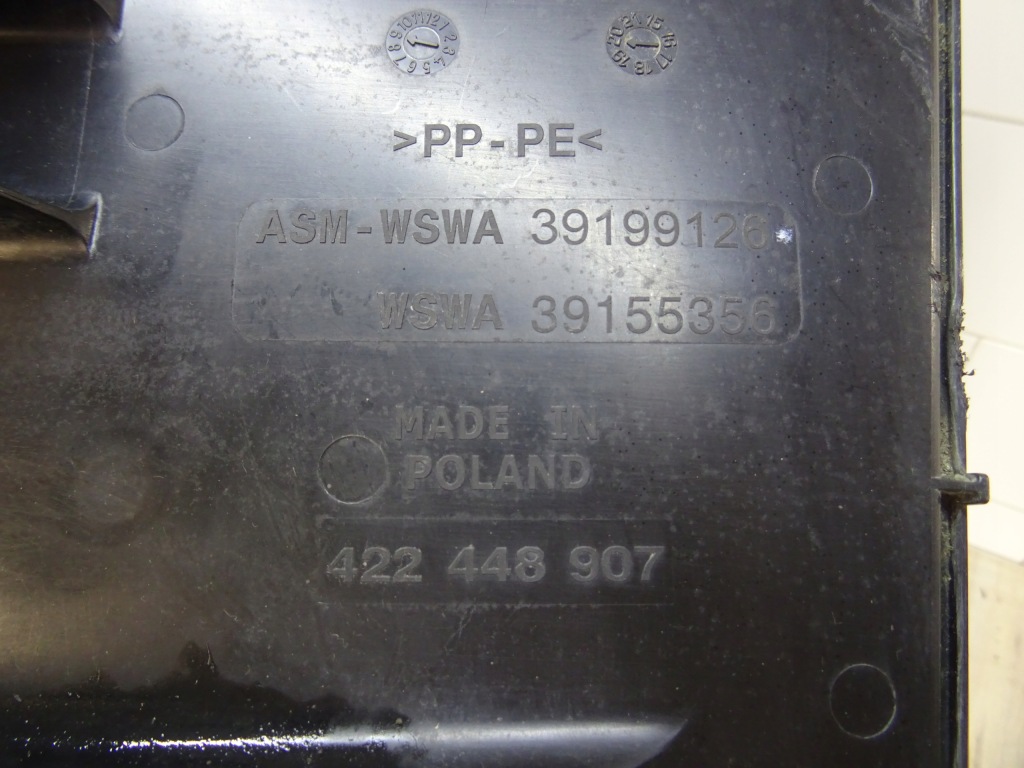 >PP-PE<
ASM-WSWA 39199126
WSWA 39155356
MADE IN
POLAND
422 448 907